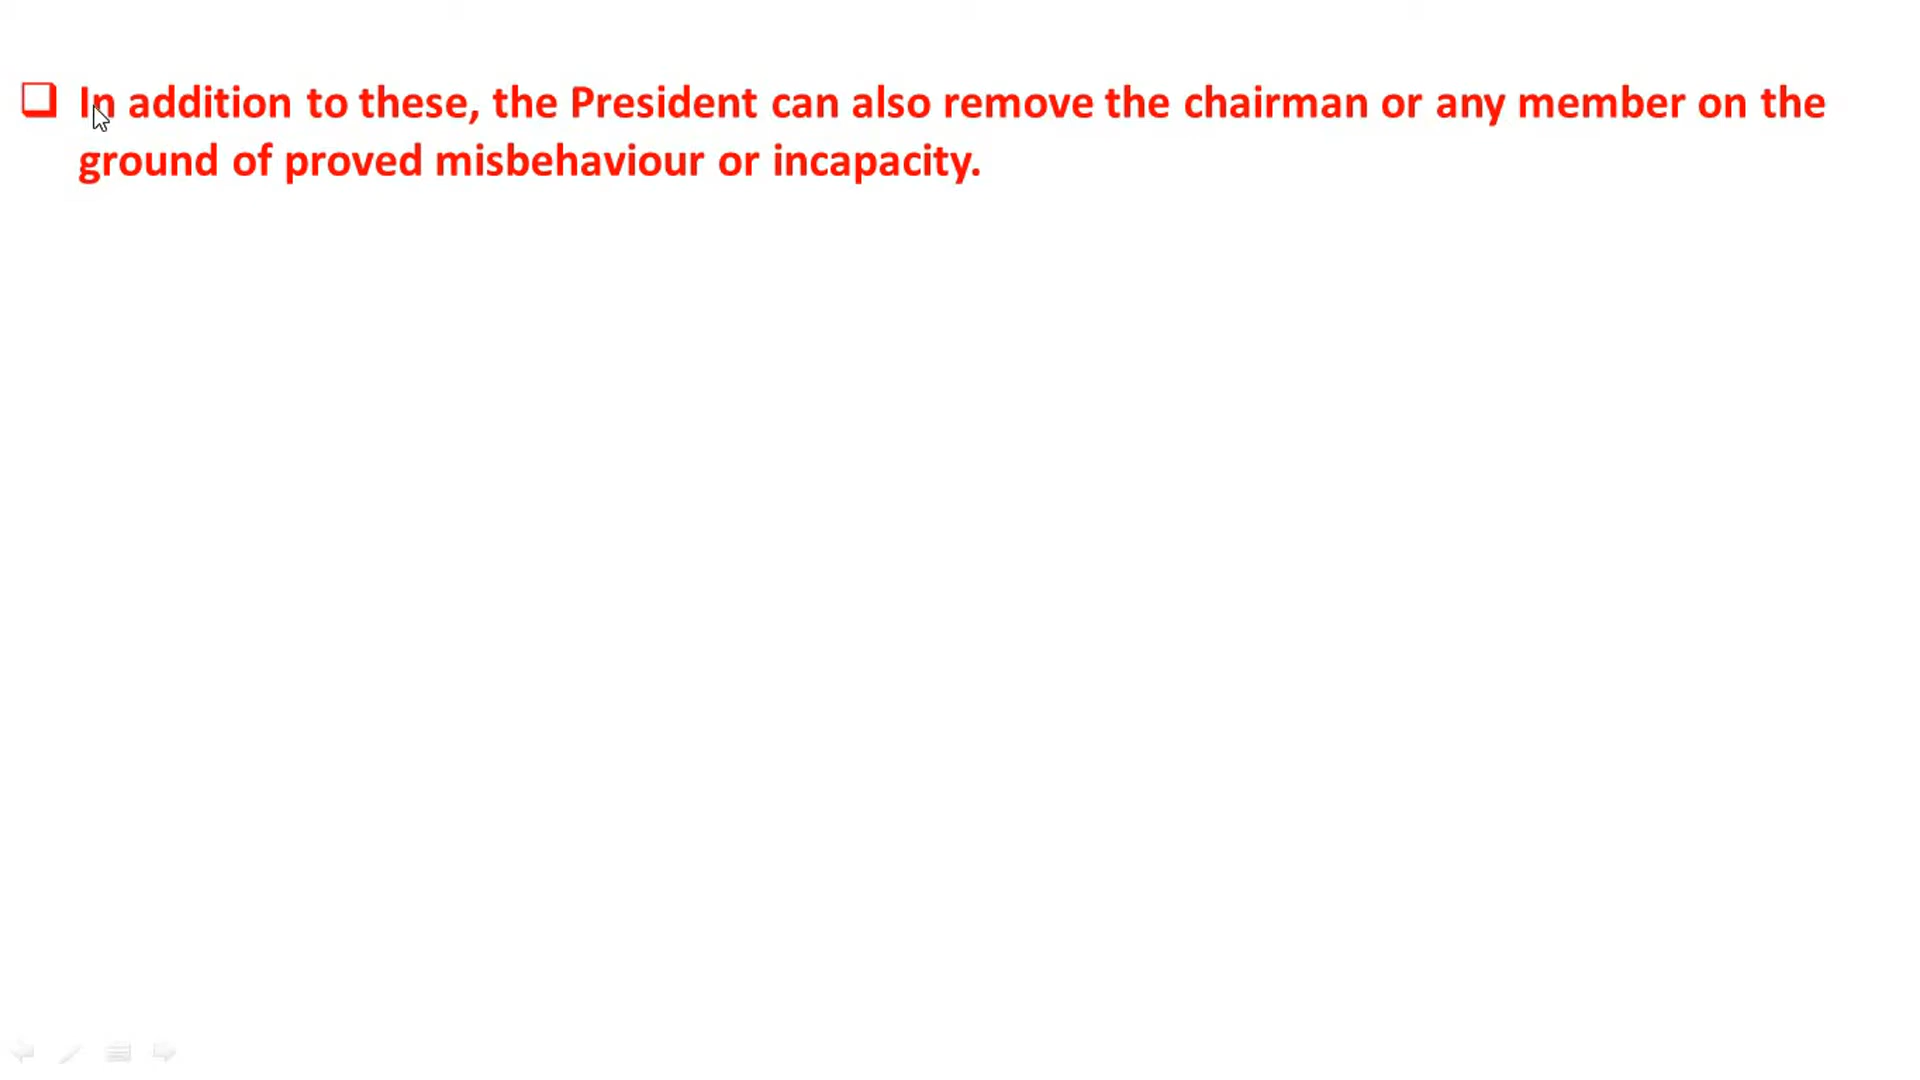 In addition to these, the President can also remove the chairman or any member on the
ground of proved misbehaviour or incapacity.